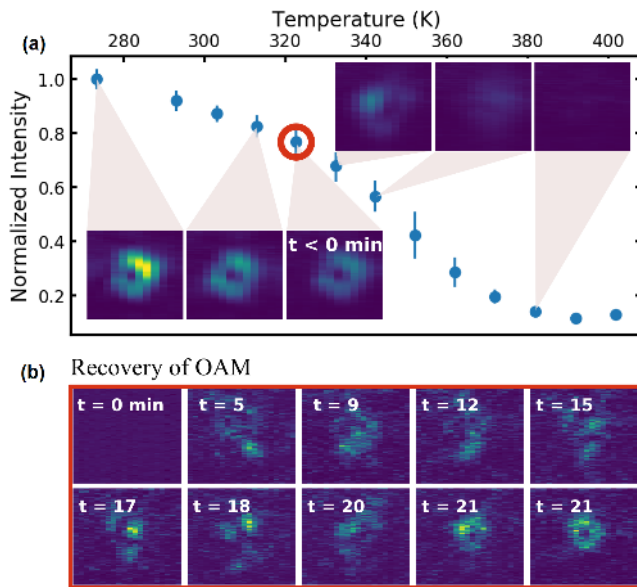 Temperature (K)
(a)
280 300 320 340 360 380 400
Normalized Intensity
1.0
0.8
0.6
0.4
0.2
t < 0 min
(b) Recovery of OAM
t = 0 min t = 5 t = 9 t = 12 t = 15
t = 17 t = 18 t = 20 t = 21 t = 21